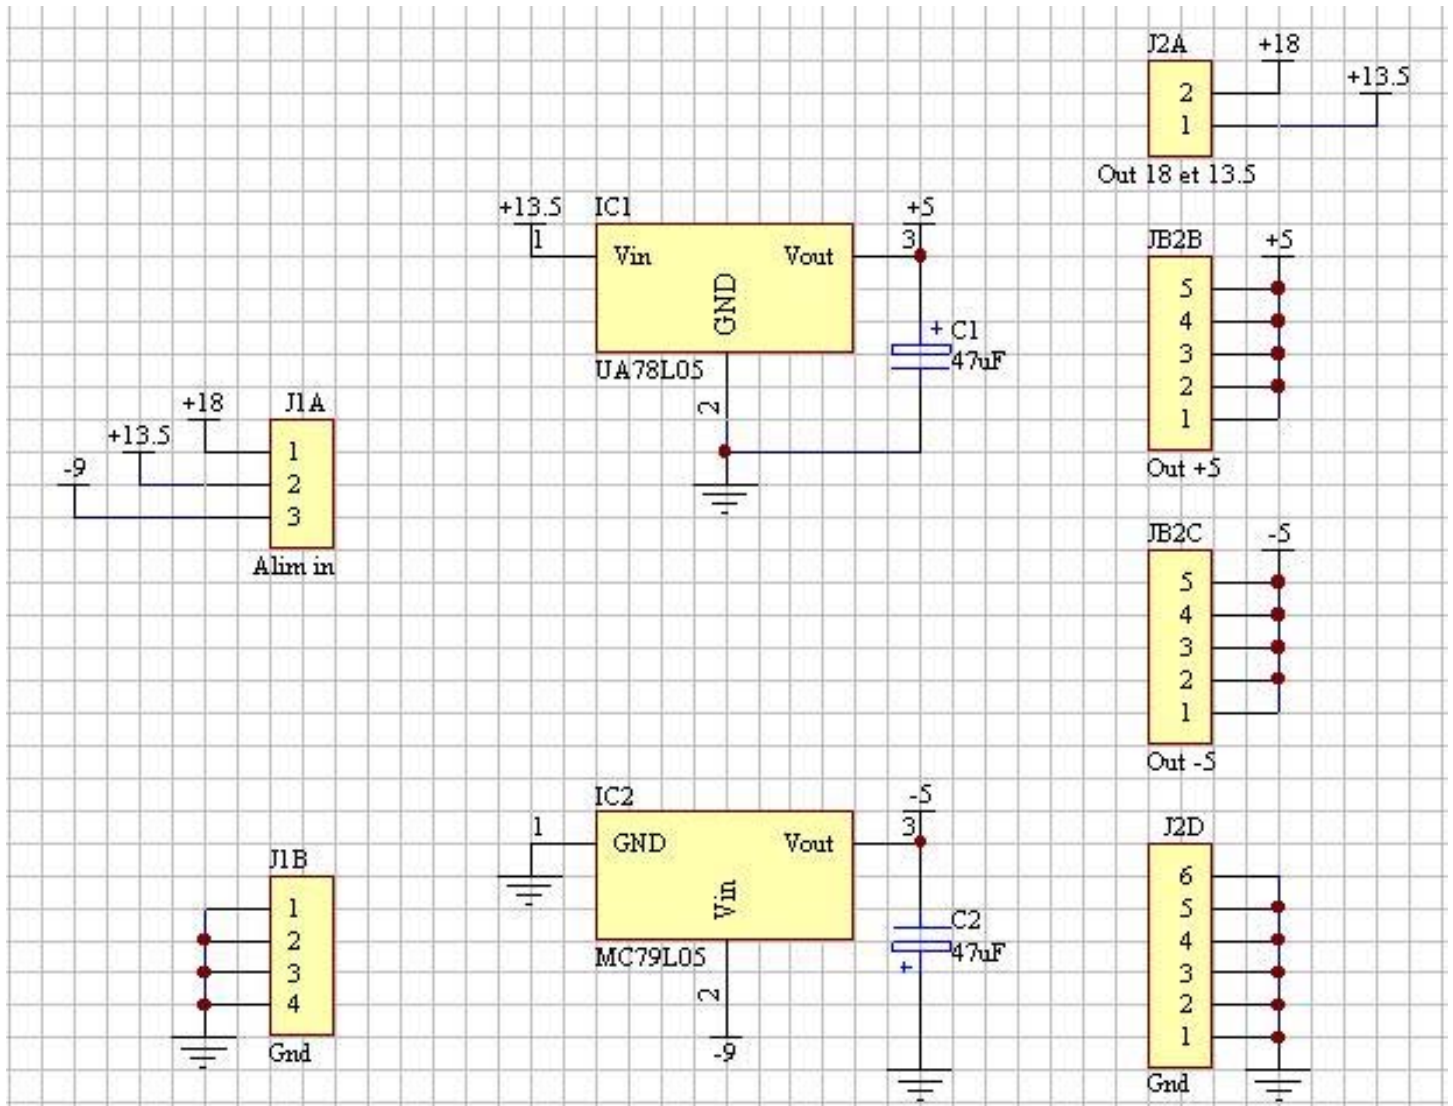 J2A
+18
+13.5
2
1
Out 18 et 13.5
+13.5
1
IC1
Vin
Vout
GND
UA78L05
2
+5
3
+
C1
47uF
JB2B
+5
5
4
3
2
1
Out +5
+18
J1A
+13.5
-9
1
2
3
Alim in
JB2C
-5
5
4
3
2
1
Out -5
IC2
1
GND
Vout
Vin
MC79L05
2
-9
-5
3
C2
47uF
+
J1B
1
2
3
4
Gnd
J2D
6
5
4
3
2
1
Gnd